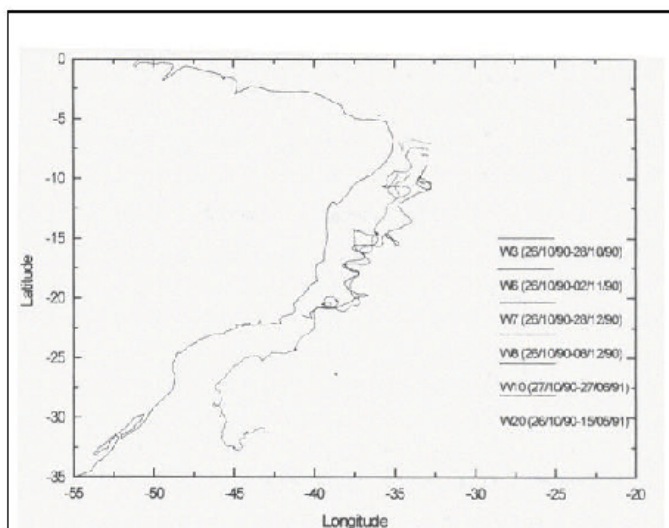 0
-5
-10
-15
-20
-25
-30
-35
Latitude
-55 -50 -45 -40 -35 -30 -25 -20
Longitude
W3 (25/10/90-28/10/90)
W6 (25/10/90-02/11/90)
W7 (25/10/90-28/12/90)
W8 (25/10/90-08/12/90)
W10 (27/10/90-27/06/91)
W20 (26/10/90-15/05/91)